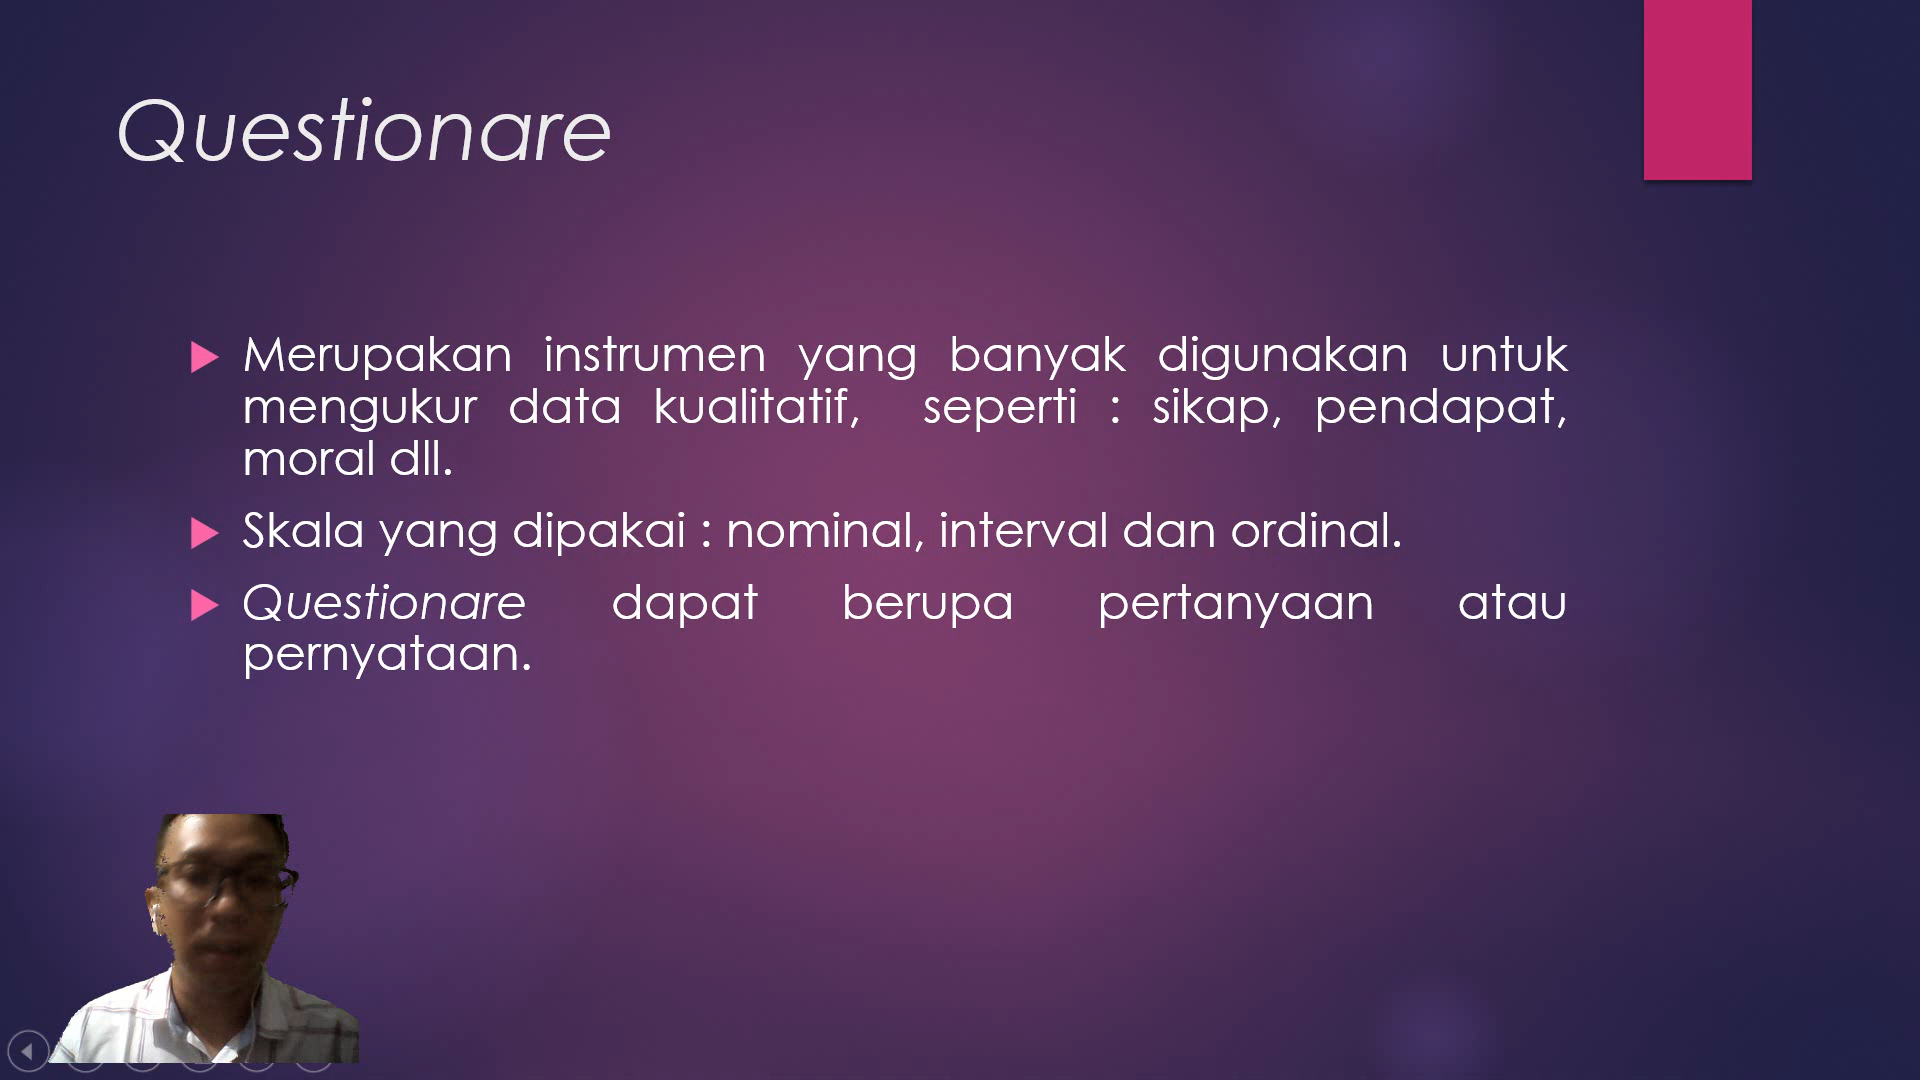 Questionare
Merupakan instrumen yang banyak digunakan untuk
mengukur data kualitatif, seperti : sikap, pendapat,
moral dll.
Skala yang dipakai : nominal, interval dan ordinal.
Questionare dapat berupa pertanyaan atau
pernyataan.